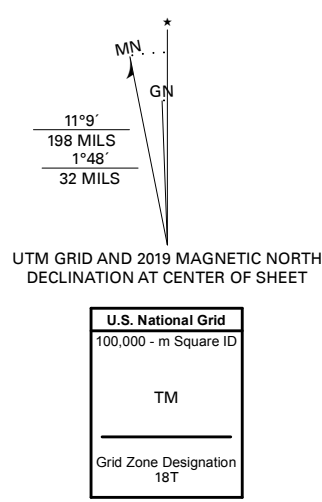 ★
MN
GN
11°9´
198 MILS
1°48´
32 MILS
UTM GRID AND 2019 MAGNETIC NORTH
DECLINATION AT CENTER OF SHEET
U.S. National Grid
100,000 - m Square ID
TM
Grid Zone Designation
18T